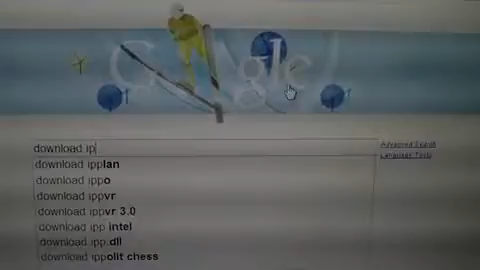 Google
download ip
Advanced Search
Language Tools
download ipplan
download ippo
download ippvr
download ippvr 3.0
download ipp intel
download ipp.dll
download ippolit chess